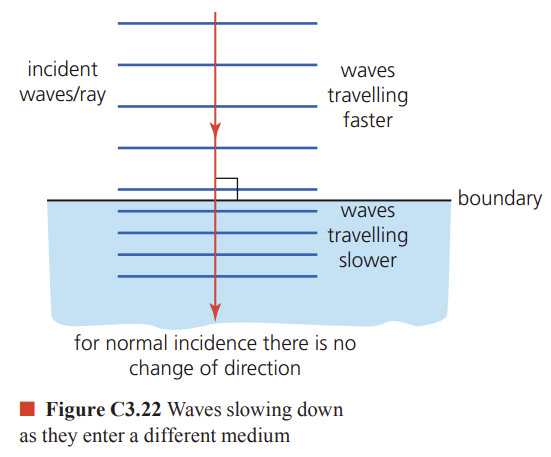 incident
waves/ray
waves
travelling
faster
boundary
waves
travelling
slower
for normal incidence there is no
change of direction
■ Figure C3.22 Waves slowing down
as they enter a different medium